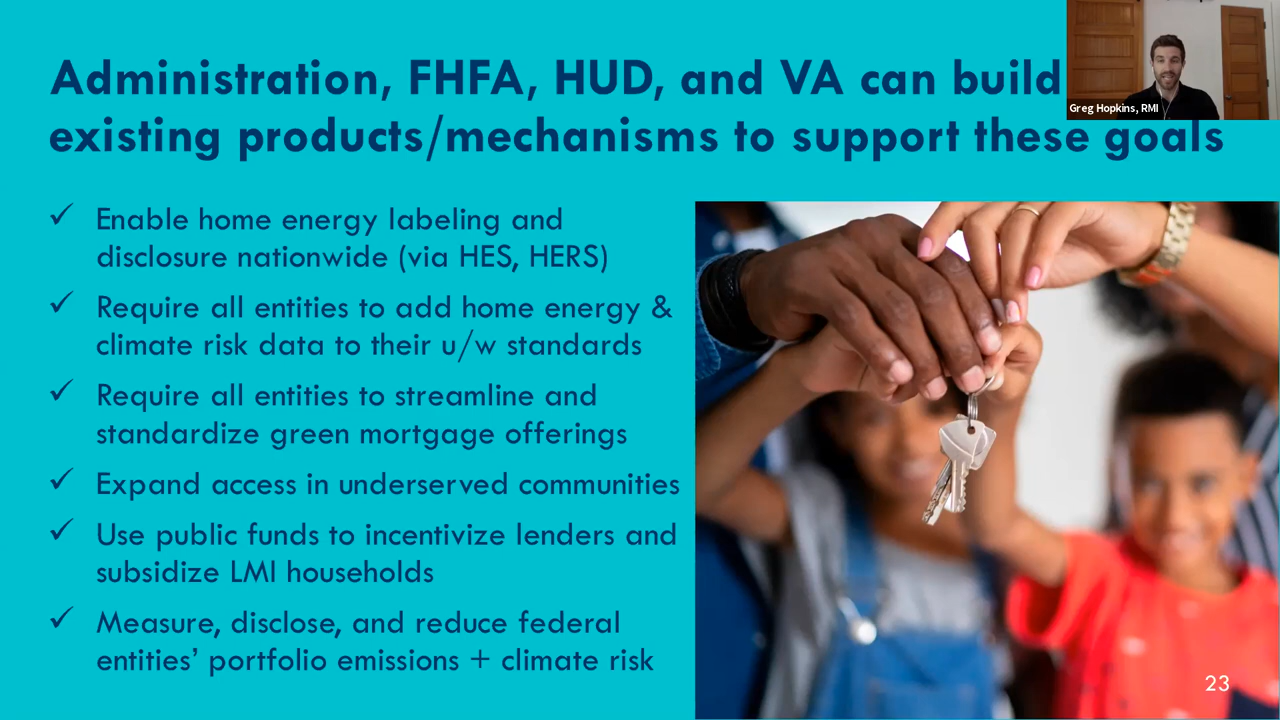 Administration, FHFA, HUD, and VA can build
existing products/mechanisms to support these goals
Greg Hopkins, RMI
✓ Enable home energy labeling and
disclosure nationwide (via HES, HERS)
✓ Require all entities to add home energy &
climate risk data to their u/w standards
✓ Require all entities to streamline and
standardize green mortgage offerings
✓ Expand access in underserved communities
✓ Use public funds to incentivize lenders and
subsidize LMI households
✓ Measure, disclose, and reduce federal
entities’ portfolio emissions + climate risk
23